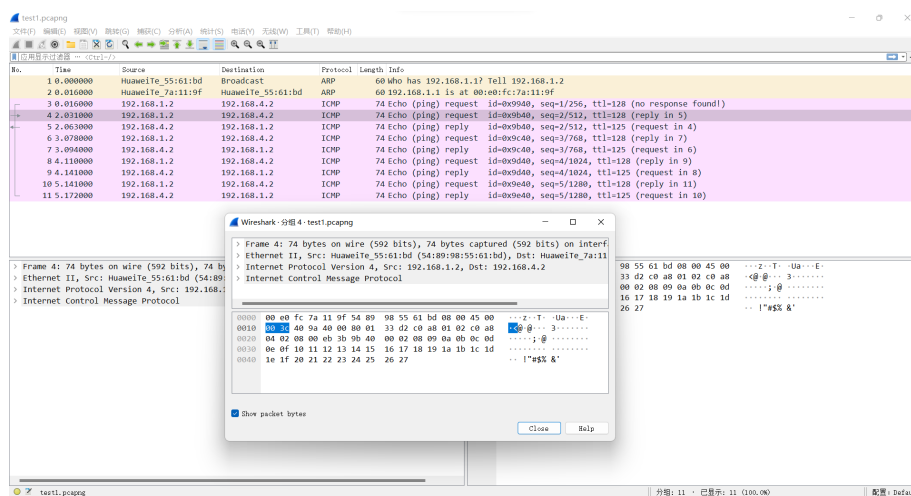 test1.pcapng
文件(F) 编辑(E) 视图(V) 跳转(G) 捕获(C) 分析(A) 统计(S) 电话(Y) 无线(W) 工具(T) 帮助(H)
应用显示过滤器 … <Ctrl-/>
No. Time Source Destination Protocol Length Info
1 0.000000 HuaweiTe_55:61:bd Broadcast ARP 60 Who has 192.168.1.1? Tell 192.168.1.2
2 0.016000 HuaweiTe_7a:11:9f HuaweiTe_55:61:bd ARP 60 192.168.1.1 is at 00:e0:fc:7a:11:9f
3 0.016000 192.168.1.2 192.168.4.2 ICMP 74 Echo (ping) request id=0x9940, seq=1/256, ttl=128 (no response found!)
4 2.031000 192.168.1.2 192.168.4.2 ICMP 74 Echo (ping) request id=0x9b40, seq=2/512, ttl=128 (reply in 5)
5 2.063000 192.168.4.2 192.168.1.2 ICMP 74 Echo (ping) reply id=0x9b40, seq=2/512, ttl=125 (request in 4)
6 3.078000 192.168.1.2 192.168.4.2 ICMP 74 Echo (ping) request id=0x9c40, seq=3/768, ttl=128 (reply in 7)
7 3.094000 192.168.4.2 192.168.1.2 ICMP 74 Echo (ping) reply id=0x9c40, seq=3/768, ttl=125 (request in 6)
8 4.110000 192.168.1.2 192.168.4.2 ICMP 74 Echo (ping) request id=0x9d40, seq=4/1024, ttl=128 (reply in 9)
9 4.141000 192.168.4.2 192.168.1.2 ICMP 74 Echo (ping) reply id=0x9d40, seq=4/1024, ttl=125 (request in 8)
10 5.141000 192.168.1.2 192.168.4.2 ICMP 74 Echo (ping) request id=0x9e40, seq=5/1280, ttl=128 (reply in 11)
11 5.172000 192.168.4.2 192.168.1.2 ICMP 74 Echo (ping) reply id=0x9e40, seq=5/1280, ttl=125 (request in 10)
Wireshark · 分组 4 · test1.pcapng
Frame 4: 74 bytes on wire (592 bits), 74 bytes captured (592 bits) on interf
Ethernet II, Src: HuaweiTe_55:61:bd (54:89:98:55:61:bd), Dst: HuaweiTe_7a:11
Internet Protocol Version 4, Src: 192.168.1.2, Dst: 192.168.4.2
Internet Control Message Protocol
0000 00 e0 fc 7a 11 9f 54 89 98 55 61 bd 08 00 45 00 ···z··T· ·Ua···E·
0010 00 3c 40 9a 40 00 80 01 33 d2 c0 a8 01 02 c0 a8 ·<@·@··· 3·······
0020 04 02 08 00 eb 3b 9b 40 00 02 08 09 0a 0b 0c 0d ·····;·@ ········
0030 0e 0f 10 11 12 13 14 15 16 17 18 19 1a 1b 1c 1d ········ ········
0040 1e 1f 20 21 22 23 24 25 26 27 ·· !"#$% &'
Show packet bytes
Close Help
Frame 4: 74 bytes on wire (592 bits), 74 by
Ethernet II, Src: HuaweiTe_55:61:bd (54:89:
Internet Protocol Version 4, Src: 192.168.
Internet Control Message Protocol
98 55 61 bd 08 00 45 00 ···z··T· ·Ua···E·
33 d2 c0 a8 01 02 c0 a8 ·<@·@··· 3·······
00 02 08 09 0a 0b 0c 0d ·····;·@ ········
16 17 18 19 1a 1b 1c 1d ········ ········
26 27 ·· !"#$% &'
test1.pcapng
分组: 11 · 已显示: 11 (100.0%)
配置: Defau